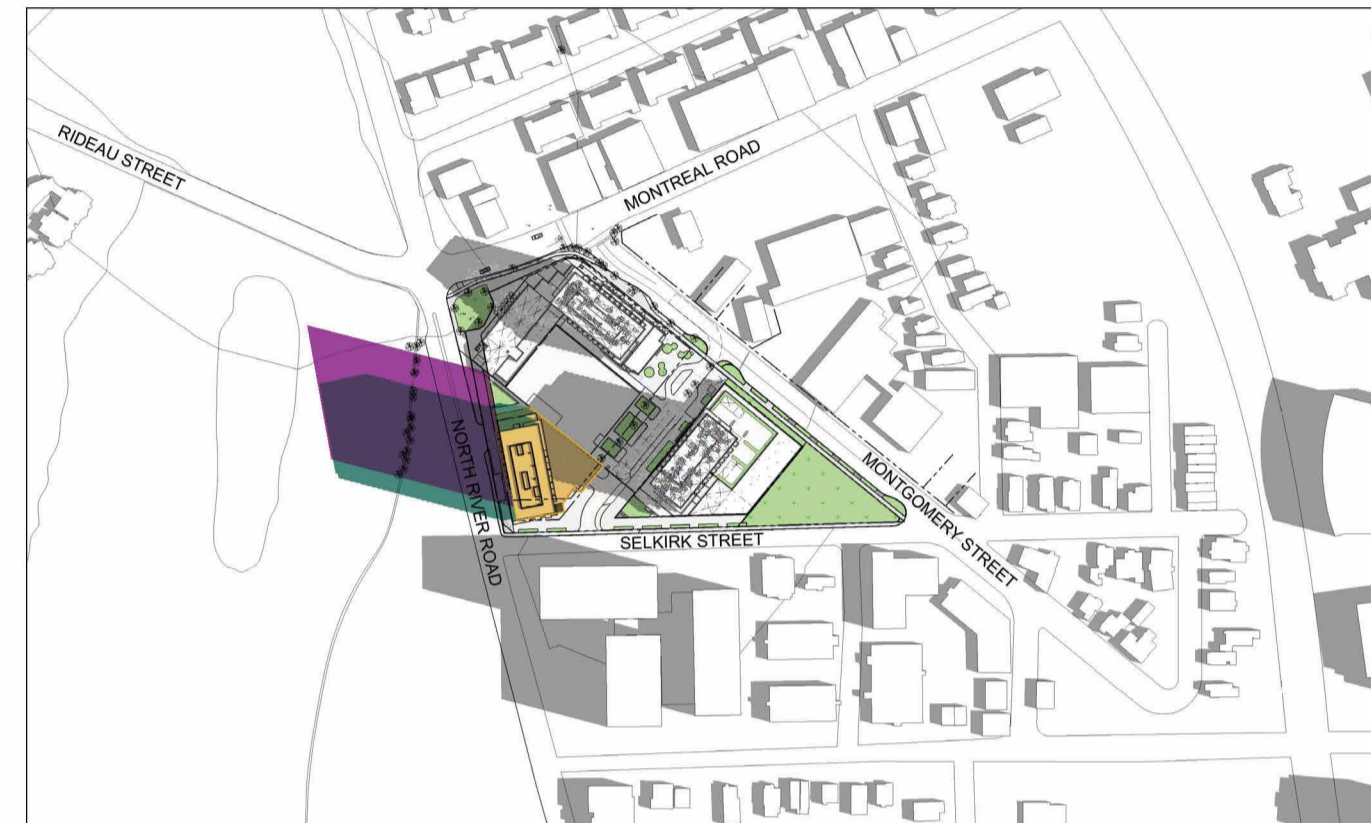 RIDEAU STREET
MONTREAL ROAD
NORTH RIVER ROAD
SELKIRK STREET
MONTGOMERY STREET